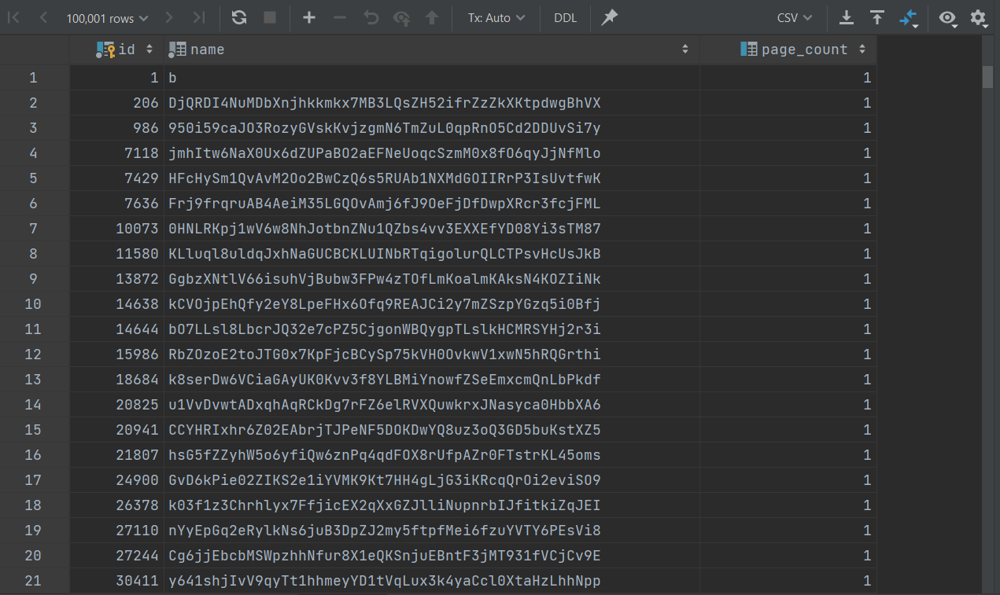 100,001 rows Tx: Auto DDL CSV
id name page_count
1 1 b 1
2 206 DjQRDI4NuMDbXnjhkkmkx7MB3LQsZH52ifrZzZkXKtpdwgBhVX 1
3 986 950i59caJO3RozyGVskKvjzgmN6TmZuL0qpRnO5Cd2DDUvSi7y 1
4 7118 jmhItw6NaX0Ux6dZUPaBO2aEFNeUoqcSzmM0x8fO6qyJjNfMlo 1
5 7429 HFcHySm1QvAvM2Oo2BwCzQ6s5RUAb1NXMdGOIIRrP3IsUvtfwK 1
6 7636 Frj9frqruAB4AeiM35LGQOvAmj6fJ9OeFjDfDwpXRcr3fcjFML 1
7 10073 0HNLRKpj1wV6w8NhJotbnZNu1QZbs4vv3EXXEfYD08Yi3sTM87 1
8 11580 KLluql8uldqJxhNaGUCBCKLUINbRTqigolurQLCTPsvHcUsJkB 1
9 13872 GgbzXNtlV66isuhVjBubw3FPw4zTOfLmKoalmKAksN4KOZIiNk 1
10 14638 kCVOjpEhQfy2eY8LpeFHx6Ofq9REAJCi2y7mZSzpYGzq5i0Bfj 1
11 14644 bO7LLsl8LbcrJQ32e7cPZ5CjgonWBQygpTLslkHCMRSYHj2r3i 1
12 15986 RbZOzoE2toJTG0x7KpFjcBCySp75kVH0OvkwV1xwN5hRQGrthi 1
13 18684 k8serDw6VCiaGAyUK0Kvv3f8YLBMiYnowfZSeEmxcmQnLbPkdf 1
14 20825 u1VvDvwtADxqhAqRCkDg7rFZ6elRVXQuwkrxJNasyca0HbbXA6 1
15 20941 CCYHRIxhr6Z02EAbrjTJPeNF5DOKDwYQ8uz3oQ3GD5buKstXZ5 1
16 21807 hsG5fZZyhW5o6yfiQw6znPq4qdFOX8rUfpAZr0FTstrKL45oms 1
17 24900 GvD6kPie02ZIKS2e1iYVMK9Kt7HH4gLjG3iKRcqQrOi2eviSO9 1
18 26378 k03f1z3Chrhlyx7FfjicEX2qXxGZJlliNupnrbIJfitkiZqJEI 1
19 27110 nYyEpGq2eRylkNs6juB3DpZJ2my5ftpfMei6fzuYVTY6PEsVi8 1
20 27244 Cg6jjEbcbMSWpzhhNfur8X1eQKSnjuEBntF3jMT931fVCjCv9E 1
21 30411 y641shjIvV9qyTt1hhmeyYD1tVqLux3k4yaCcl0XtaHzLhhNpp 1